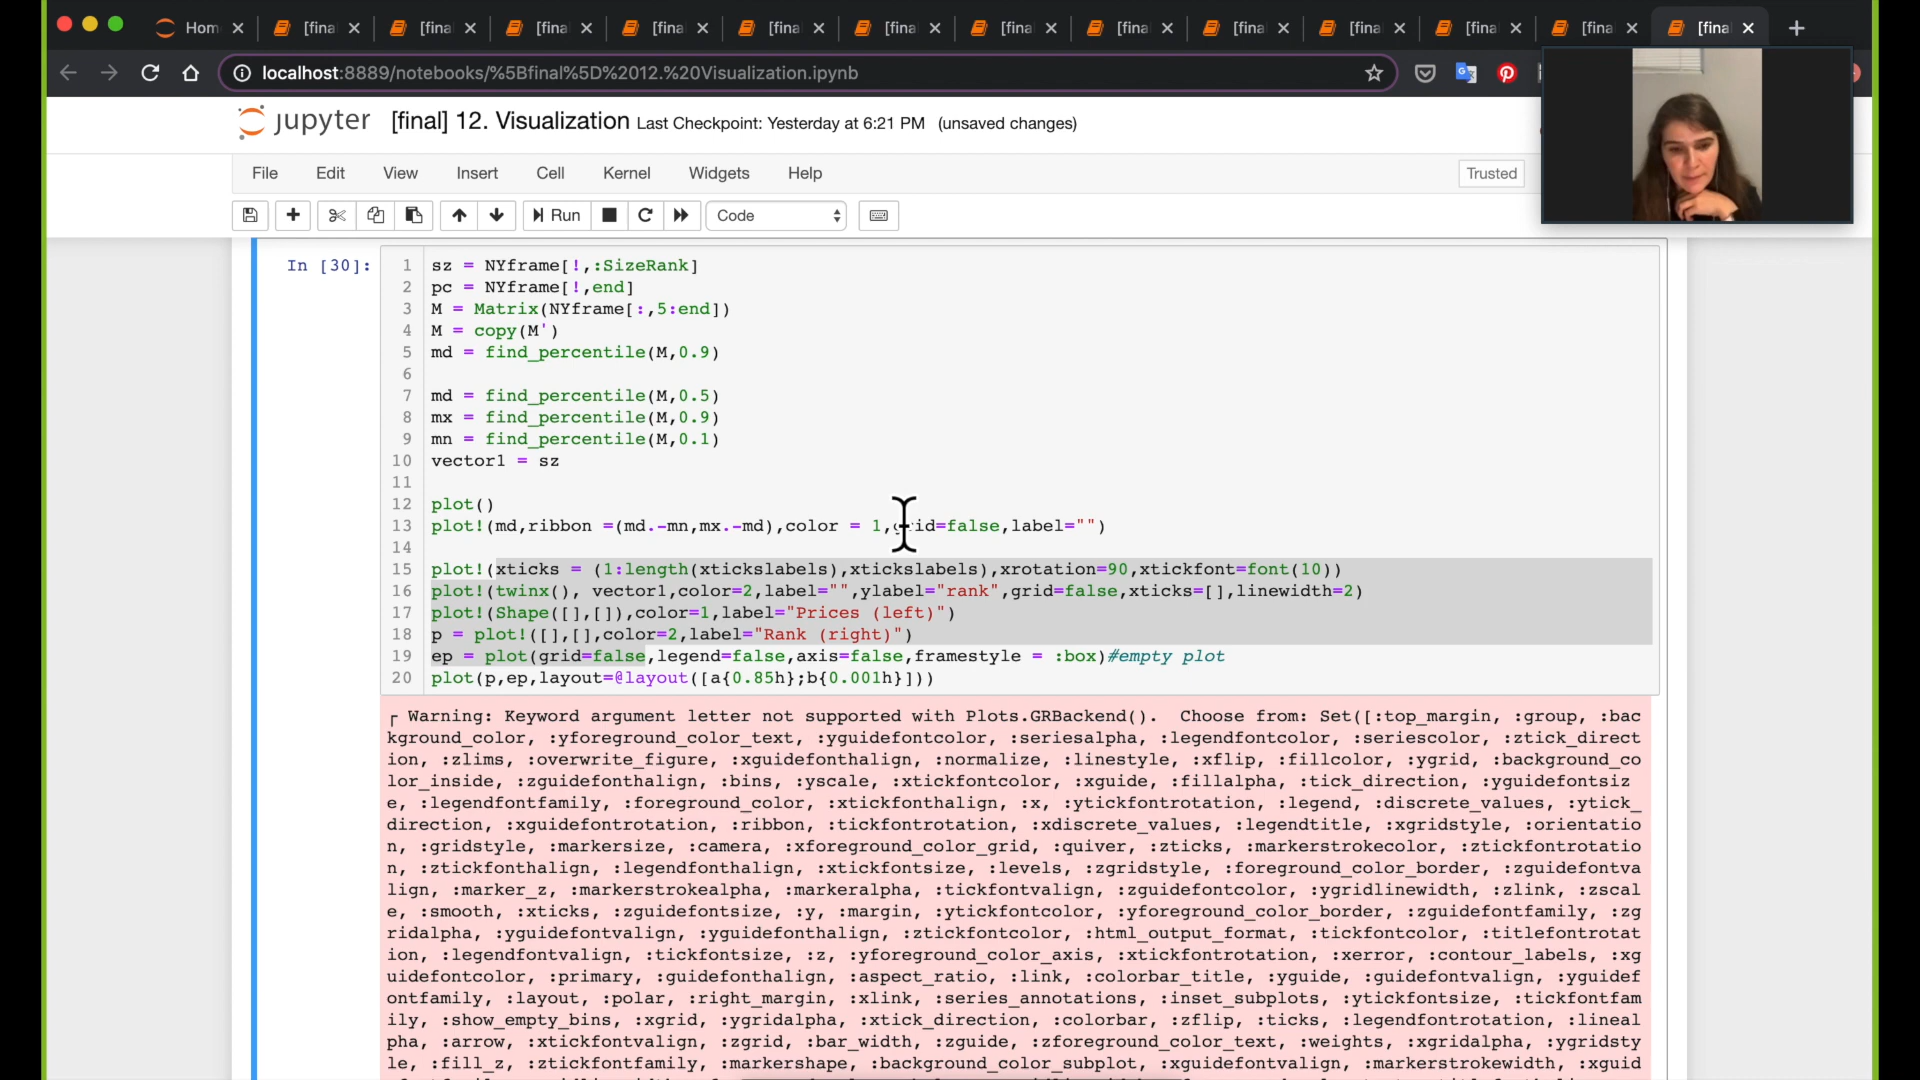 Hom
[fina
[fina
[fina
[fina
[fina
[fina
[fina
[fina
[fina
[fina
[fina
[fina
[fina
localhost:8889/notebooks/%5Bfinal%5D%2012.%20Visualization.ipynb
jupyter [final] 12. Visualization Last Checkpoint: Yesterday at 6:21 PM (unsaved changes)
File Edit View Insert Cell Kernel Widgets Help Trusted
Run Code
In [30]:
1 sz = NYframe[!,:SizeRank]
2 pc = NYframe[!,end]
3 M = Matrix(NYframe[:,5:end])
4 M = copy(M')
5 md = find_percentile(M,0.9)
6
7 md = find_percentile(M,0.5)
8 mx = find_percentile(M,0.9)
9 mn = find_percentile(M,0.1)
10 vector1 = sz
11
12 plot()
13 plot!(md,ribbon =(md.-mn,mx.-md),color = 1,grid=false,label="")
14
15 plot!(xticks = (1:length(xtickslabels),xtickslabels),xrotation=90,xtickfont=font(10))
16 plot!(twinx(), vector1,color=2,label="",ylabel="rank",grid=false,xticks=[],linewidth=2)
17 plot!(Shape([],[]),color=1,label="Prices (left)")
18 p = plot!([],[],color=2,label="Rank (right)")
19 ep = plot(grid=false,legend=false,axis=false,framestyle = :box)#empty plot
20 plot(p,ep,layout=@layout([a{0.85h};b{0.001h}]))
┌ Warning: Keyword argument letter not supported with Plots.GRBackend().  Choose from: Set([:top_margin, :group, :bac
kground_color, :yforeground_color_text, :yguidefontcolor, :seriesalpha, :legendfontcolor, :seriescolor, :ztick_direct
ion, :zlims, :overwrite_figure, :xguidefonthalign, :normalize, :linestyle, :xflip, :fillcolor, :ygrid, :background_co
lor_inside, :zguidefonthalign, :bins, :yscale, :xtickfontcolor, :xguide, :fillalpha, :tick_direction, :yguidefontsiz
e, :legendfontfamily, :foreground_color, :xtickfonthalign, :x, :ytickfontrotation, :legend, :discrete_values, :ytick_
direction, :xguidefontrotation, :ribbon, :tickfontrotation, :xdiscrete_values, :legendtitle, :xgridstyle, :orientatio
n, :gridstyle, :markersize, :camera, :xforeground_color_grid, :quiver, :zticks, :markerstrokecolor, :ztickfontrotatio
n, :ztickfonthalign, :legendfonthalign, :xtickfontsize, :levels, :zgridstyle, :foreground_color_border, :zguidefontva
lign, :marker_z, :markerstrokealpha, :markeralpha, :tickfontvalign, :zguidefontcolor, :ygridlinewidth, :zlink, :zscal
e, :smooth, :xticks, :zguidefontsize, :y, :margin, :ytickfontcolor, :yforeground_color_border, :zguidefontfamily, :zg
ridalpha, :yguidefontvalign, :yguidefonthalign, :ztickfontcolor, :html_output_format, :tickfontcolor, :titlefontrotat
ion, :legendfontvalign, :tickfontsize, :z, :yforeground_color_axis, :xtickfontrotation, :xerror, :contour_labels, :xg
uidefontcolor, :primary, :guidefonthalign, :aspect_ratio, :link, :colorbar_title, :yguide, :guidefontvalign, :yguidef
ontfamily, :layout, :polar, :right_margin, :xlink, :series_annotations, :inset_subplots, :ytickfontsize, :tickfontfam
ily, :show_empty_bins, :xgrid, :ygridalpha, :xtick_direction, :colorbar, :zflip, :ticks, :legendfontrotation, :lineal
pha, :arrow, :xtickfontvalign, :zgrid, :bar_width, :zguide, :zforeground_color_text, :weights, :xgridalpha, :ygridsty
le, :fill_z, :ztickfontfamily, :markershape, :background_color_subplot, :xguidefontvalign, :markerstrokewidth, :xguid